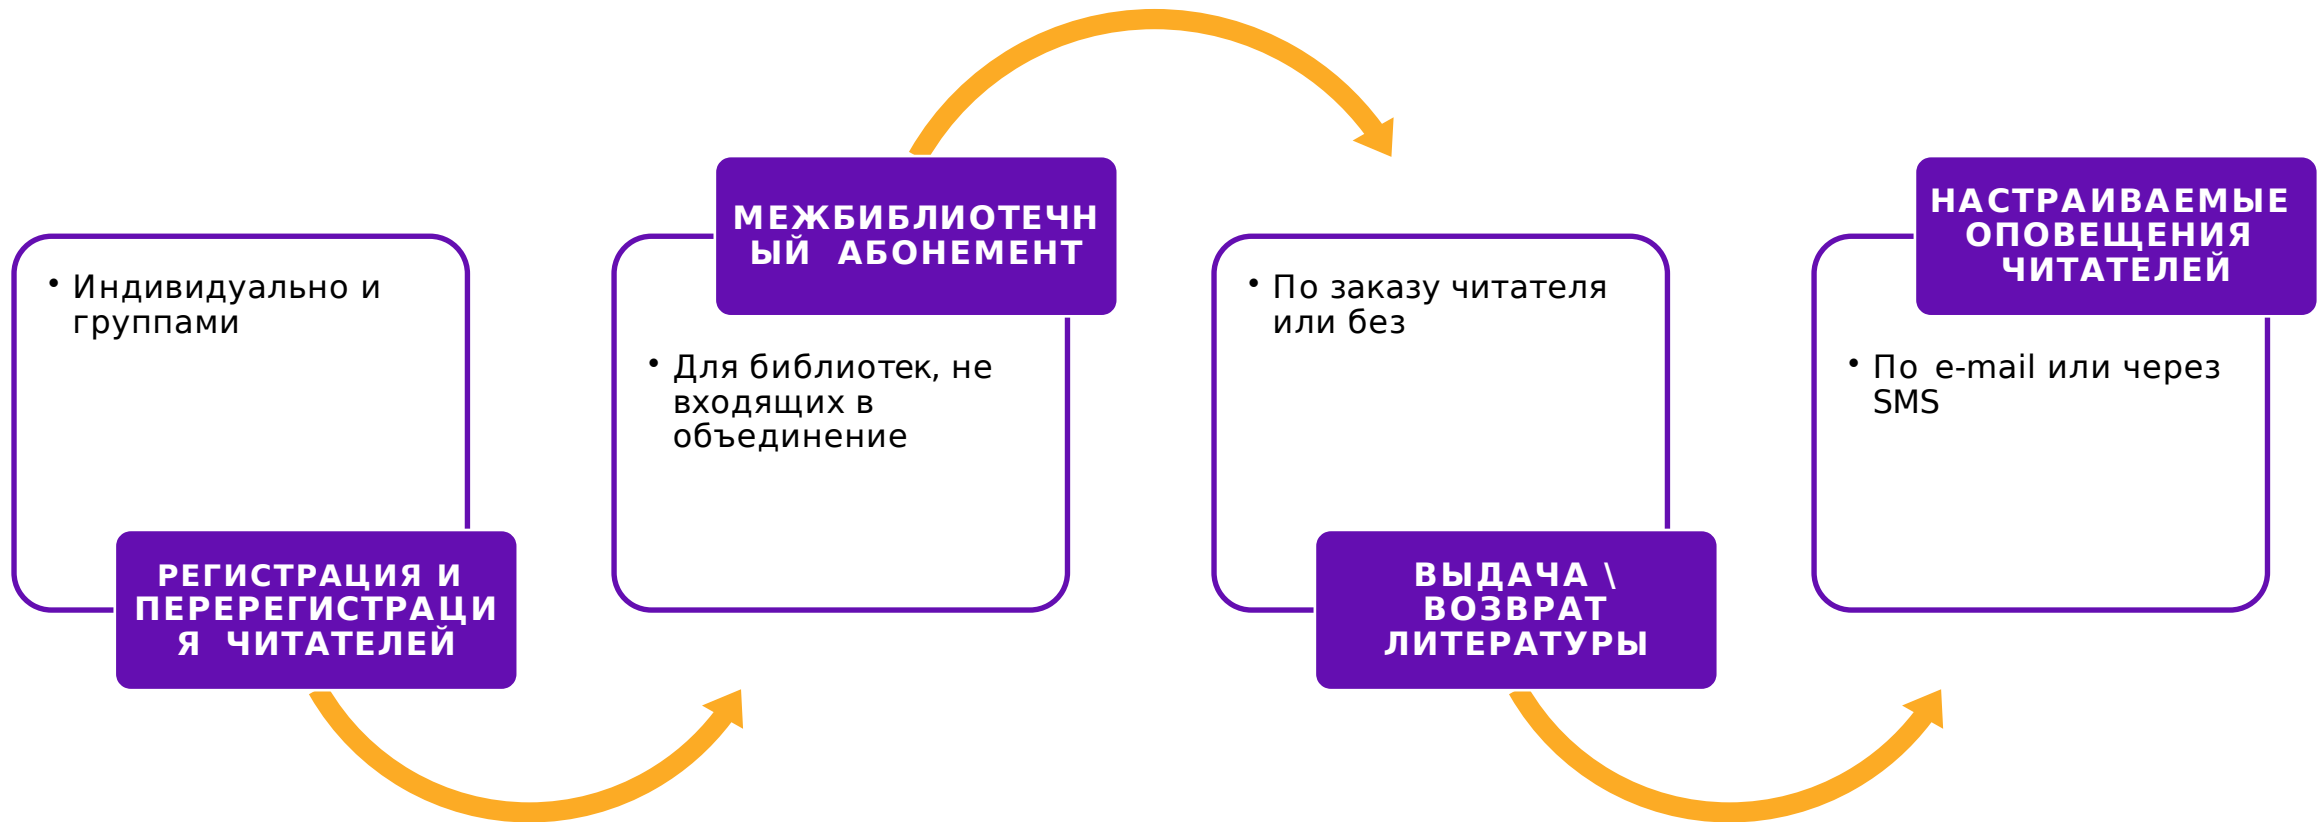 Индивидуально и
группами
РЕГИСТРАЦИЯ И
ПЕРЕРЕГИСТРАЦИ
Я ЧИТАТЕЛЕЙ
МЕЖБИБЛИОТЕЧН
ЫЙ АБОНЕМЕНТ
Для библиотек, не
входящих в
объединение
По заказу читателя
или без
ВЫДАЧА \
ВОЗВРАТ
ЛИТЕРАТУРЫ
НАСТРАИВАЕМЫЕ
ОПОВЕЩЕНИЯ
ЧИТАТЕЛЕЙ
По e-mail или через
SMS